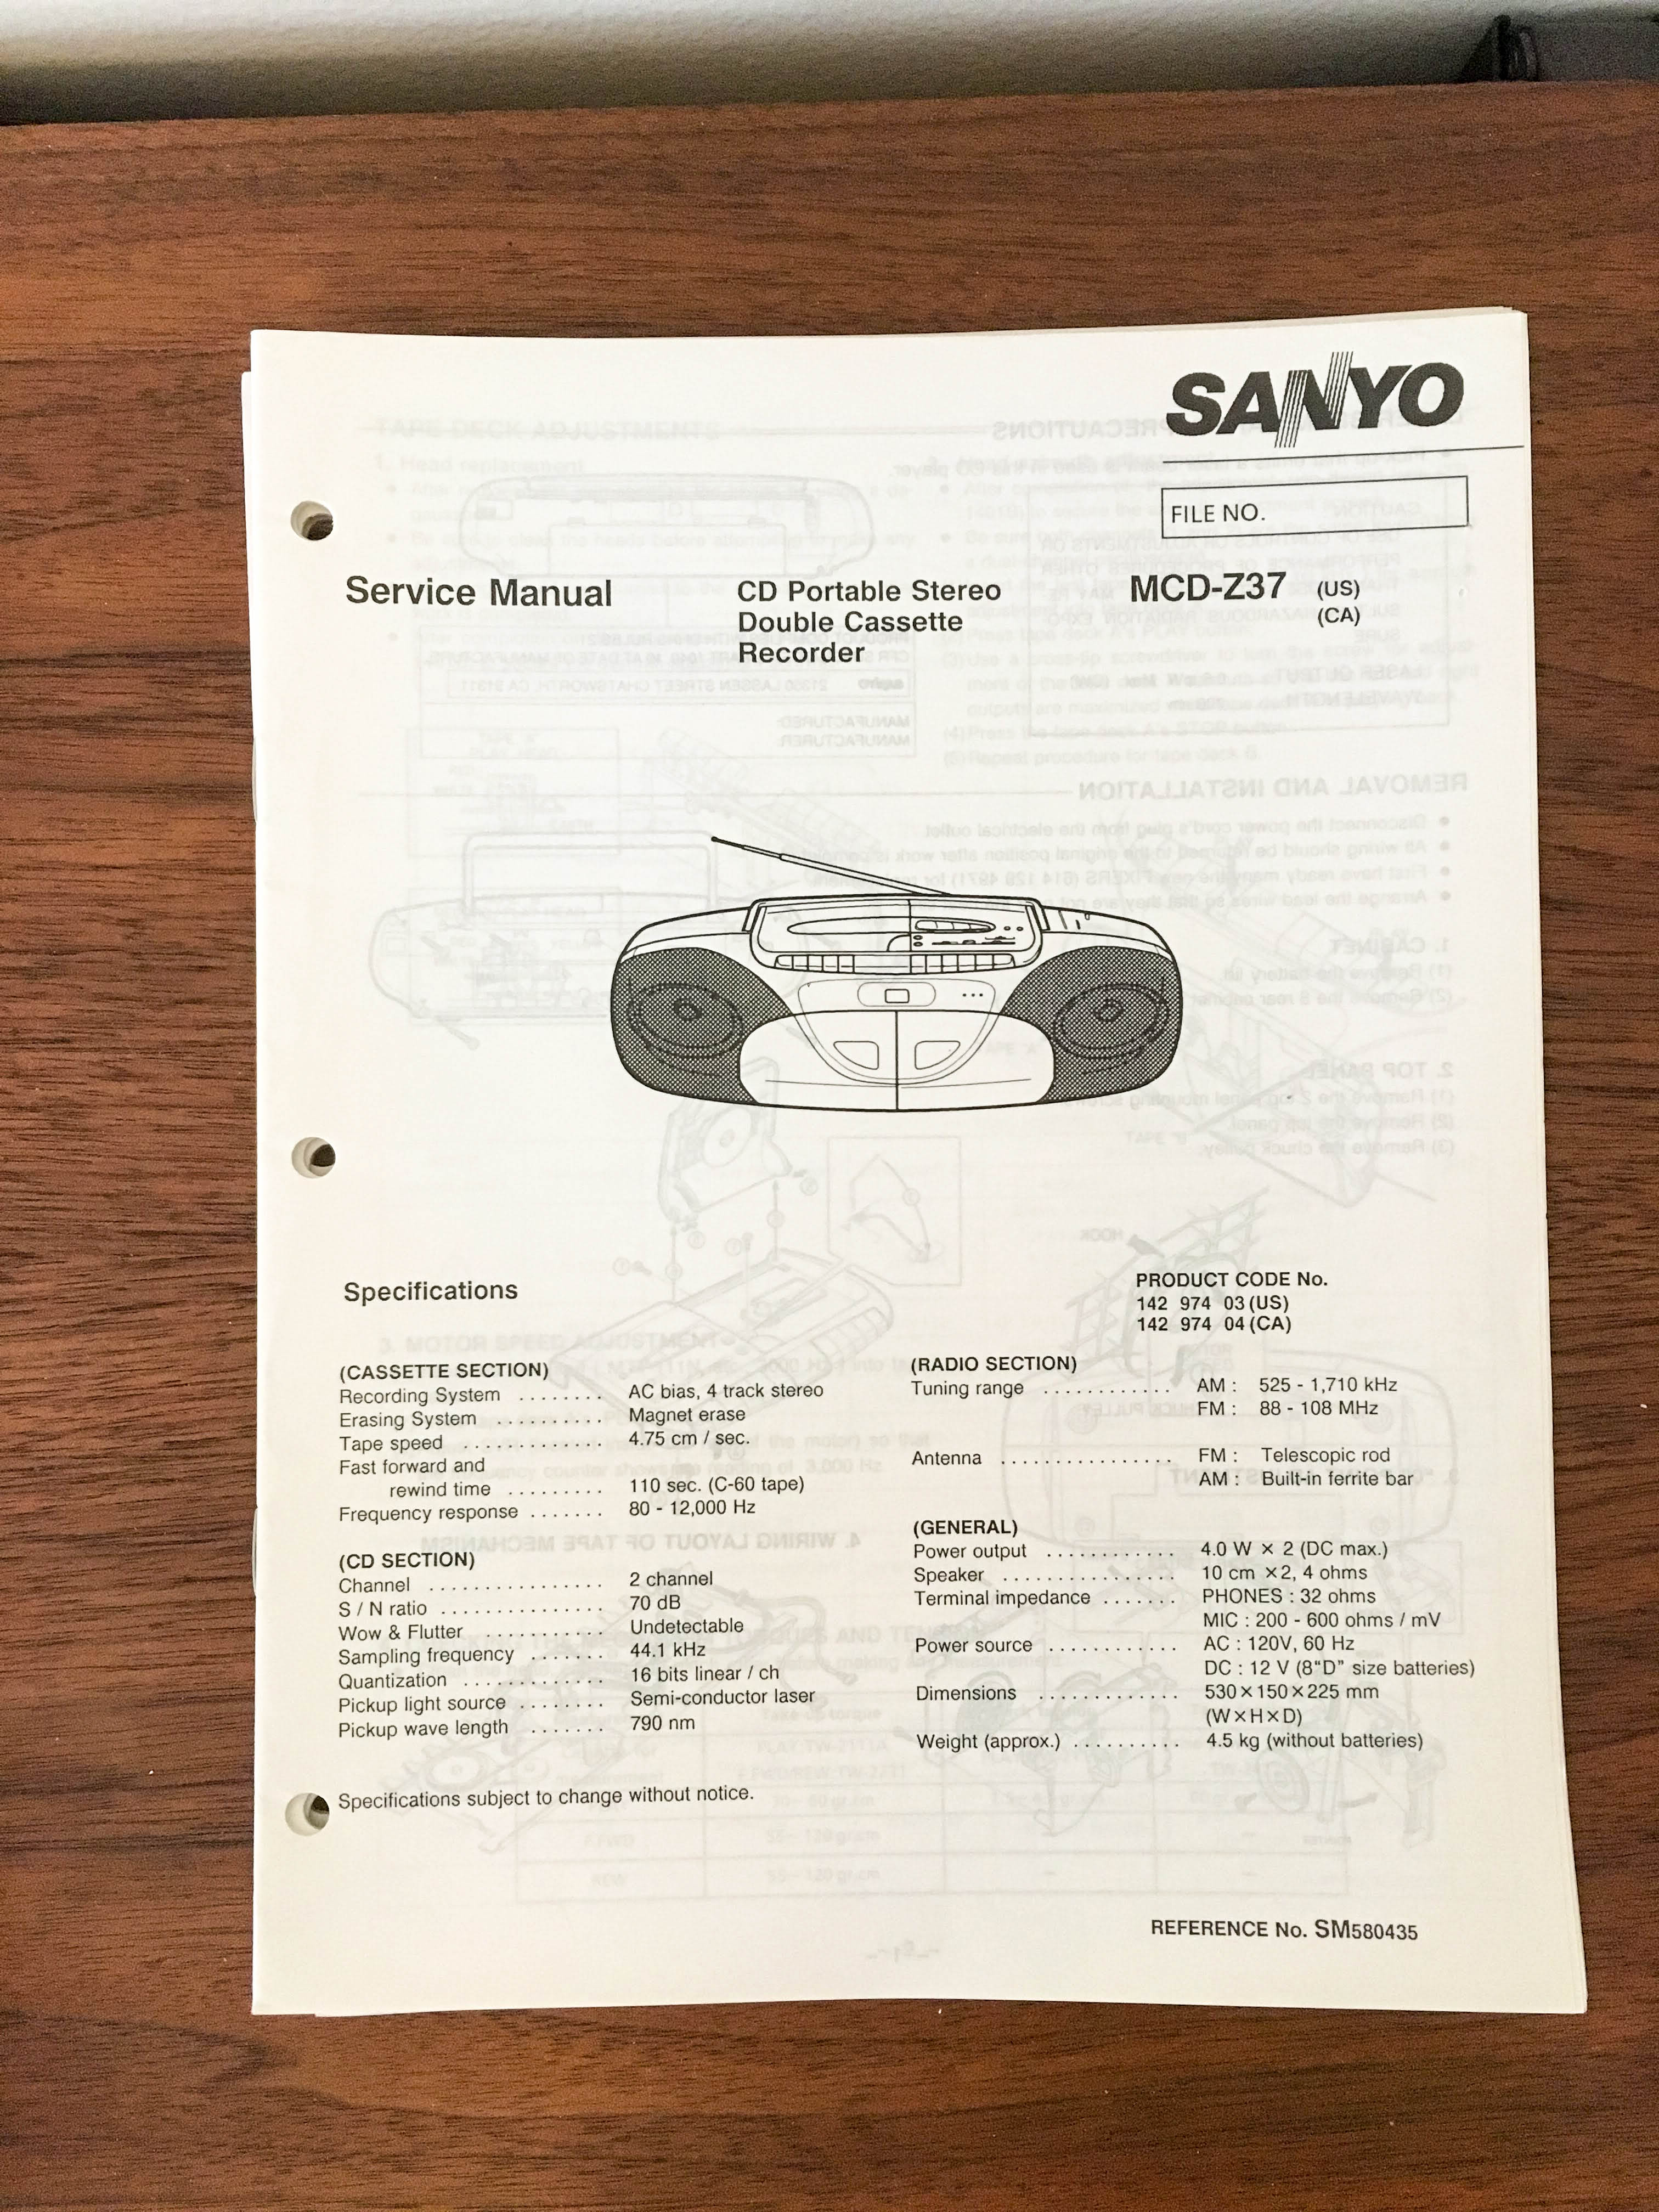 SANYO
FILE NO.
Service Manual
CD Portable Stereo
Double Cassette
Recorder
MCD-Z37 (US)
(CA)
Specifications
PRODUCT CODE No.
142 974 03 (US)
142 974 04 (CA)
(CASSETTE SECTION)
Recording System ........ AC bias, 4 track stereo
Erasing System .......... Magnet erase
Tape speed ............. 4.75 cm / sec.
Fast forward and
rewind time ......... 110 sec. (C-60 tape)
Frequency response ....... 80 - 12,000 Hz
(CD SECTION)
Channel ................ 2 channel
S / N ratio ............... 70 dB
Wow & Flutter ........... Undetectable
Sampling frequency ....... 44.1 kHz
Quantization ............. 16 bits linear / ch
Pickup light source ........ Semi-conductor laser
Pickup wave length ....... 790 nm
Specifications subject to change without notice.
(RADIO SECTION)
Tuning range ............ AM : 525 - 1,710 kHz
FM : 88 - 108 MHz
Antenna ................ FM : Telescopic rod
AM : Built-in ferrite bar
(GENERAL)
Power output ............ 4.0 W × 2 (DC max.)
Speaker ................ 10 cm ×2, 4 ohms
Terminal impedance ....... PHONES : 32 ohms
MIC : 200 - 600 ohms / mV
Power source ............ AC : 120V, 60 Hz
DC : 12 V (8"D" size batteries)
Dimensions ............. 530×150×225 mm
(W×H×D)
Weight (approx.) .......... 4.5 kg (without batteries)
REFERENCE No. SM580435